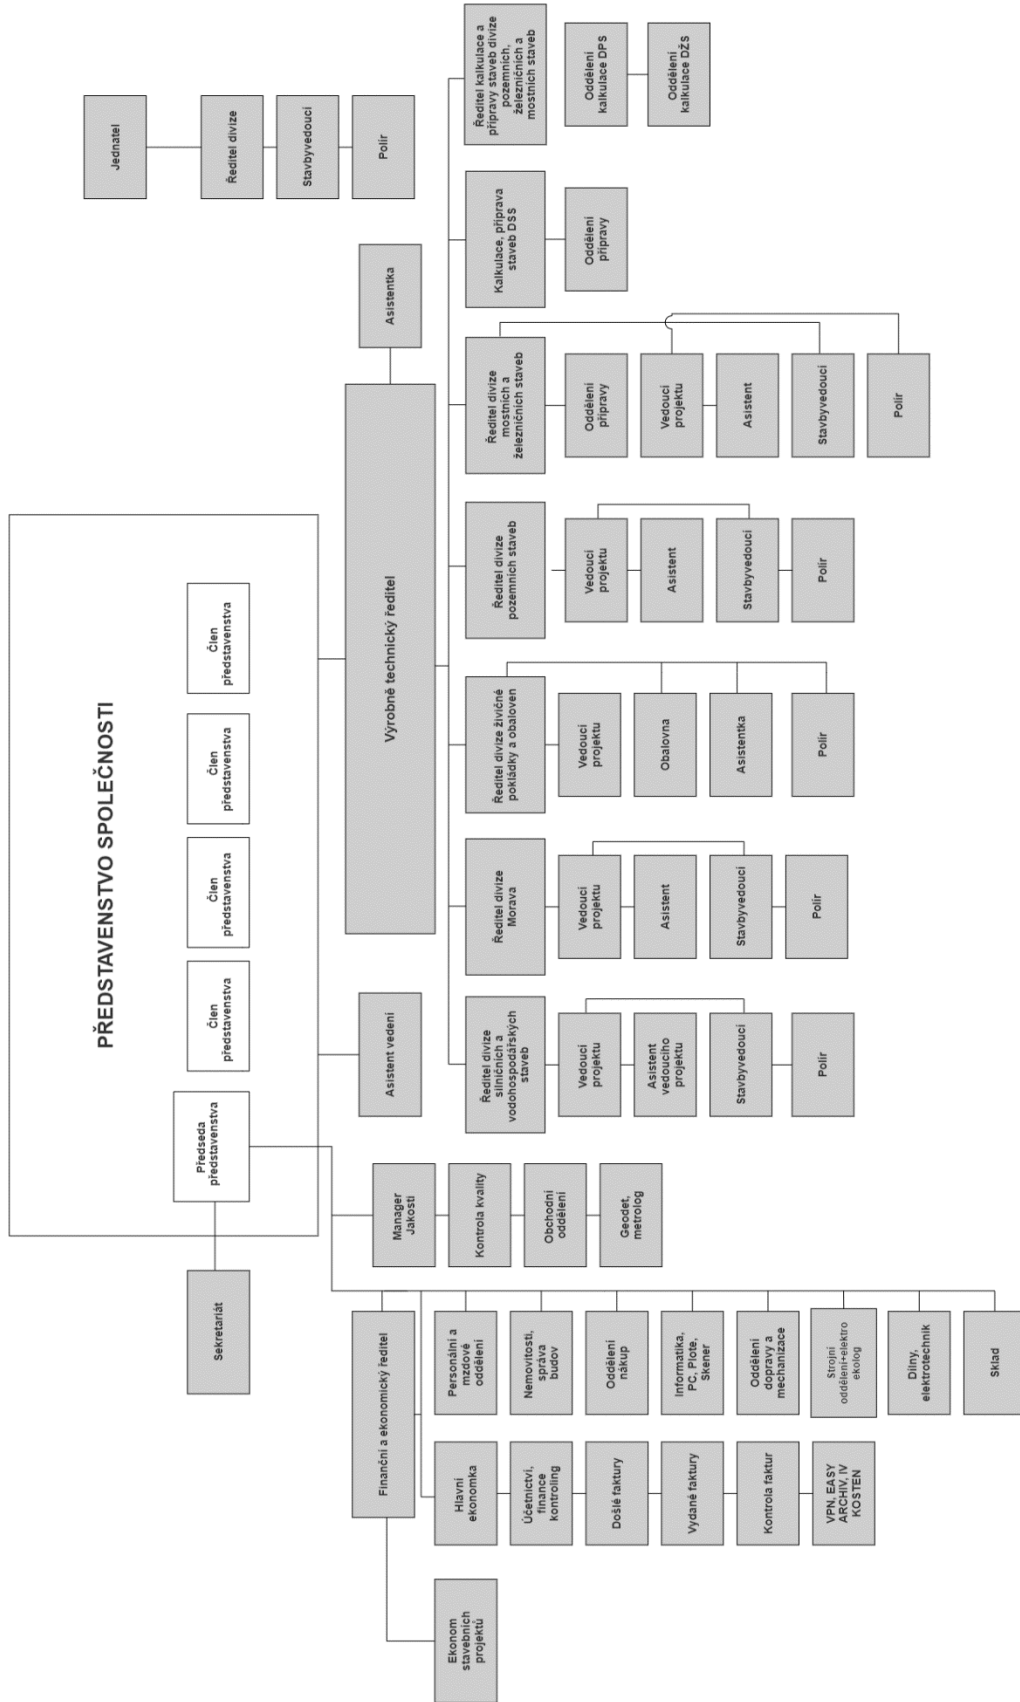 PŘEDSTAVENSTVO SPOLEČNOSTI
Předseda
představenstva
Člen
představenstva
Člen
představenstva
Člen
představenstva
Člen
představenstva
Jednatel
Ředitel divize
Stavbyvedoucí
Polír
Sekretariát
Asistent vedení
Výrobně technický ředitel
Asistentka
Finanční a ekonomický ředitel
Ekonom
stavebních
projektů
Hlavní
ekonomka
Účetnictví,
finance
kontroling
Došlé faktury
Vydané faktury
Kontrola faktur
VPN, EASY
ARCHIV, IV
KOSTEN
Personální a
mzdové
oddělení
Nemovitosti,
správa
budov
Oddělení
nákup
Informatika,
PC, Plote,
Skener
Oddělení
dopravy a
mechanizace
Strojní
oddělení+elektro
ekolog
Dílny,
elektrotechnik
Sklad
Manager
Jakosti
Kontrola kvality
Obchodní
oddělení
Geodet,
metrolog
Ředitel divize
silničních a
vodohospodářských
staveb
Vedoucí
projektu
Asistent
vedoucího
projektu
Stavbyvedoucí
Polír
Ředitel divize
Morava
Vedoucí
projektu
Asistent
Stavbyvedoucí
Polír
Ředitel divize živičné
pokládky a obaloven
Vedoucí
projektu
Obalovna
Asistentka
Polír
Ředitel divize
pozemních staveb
Vedoucí
projektu
Asistent
Stavbyvedoucí
Polír
Ředitel divize
mostních a
železničních staveb
Oddělení
přípravy
Vedoucí
projektu
Asistent
Stavbyvedoucí
Polír
Kalkulace, příprava
staveb DSS
Oddělení
přípravy
Ředitel kalkulace a
přípravy staveb divize
pozemních,
železničních a
mostních staveb
Oddělení
kalkulace DPS
Oddělení
kalkulace DŽS